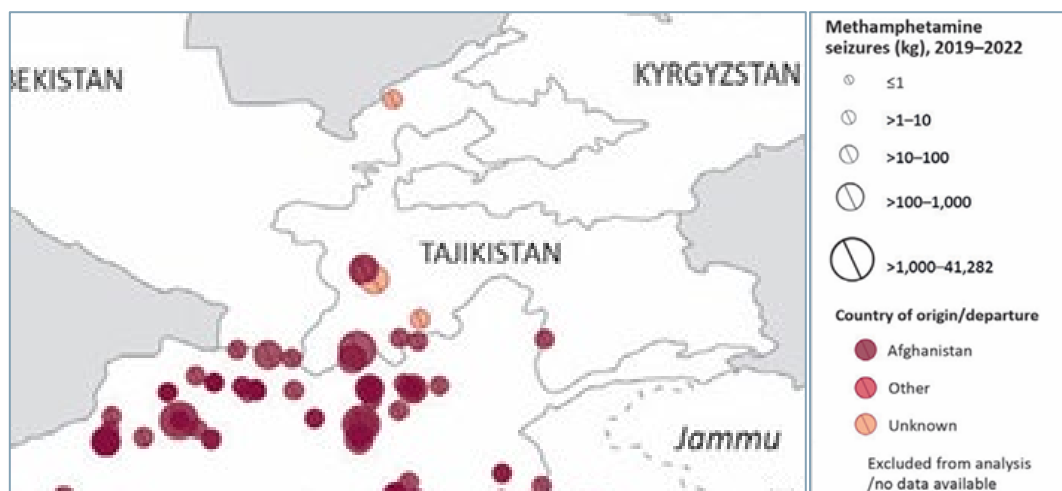 BEKISTAN
KYRGYZSTAN
TAJIKISTAN
Jammu
Methamphetamine
seizures (kg), 2019–2022
≤1
>1–10
>10–100
>100–1,000
>1,000–41,282
Country of origin/departure
Afghanistan
Other
Unknown
Excluded from analysis
/no data available